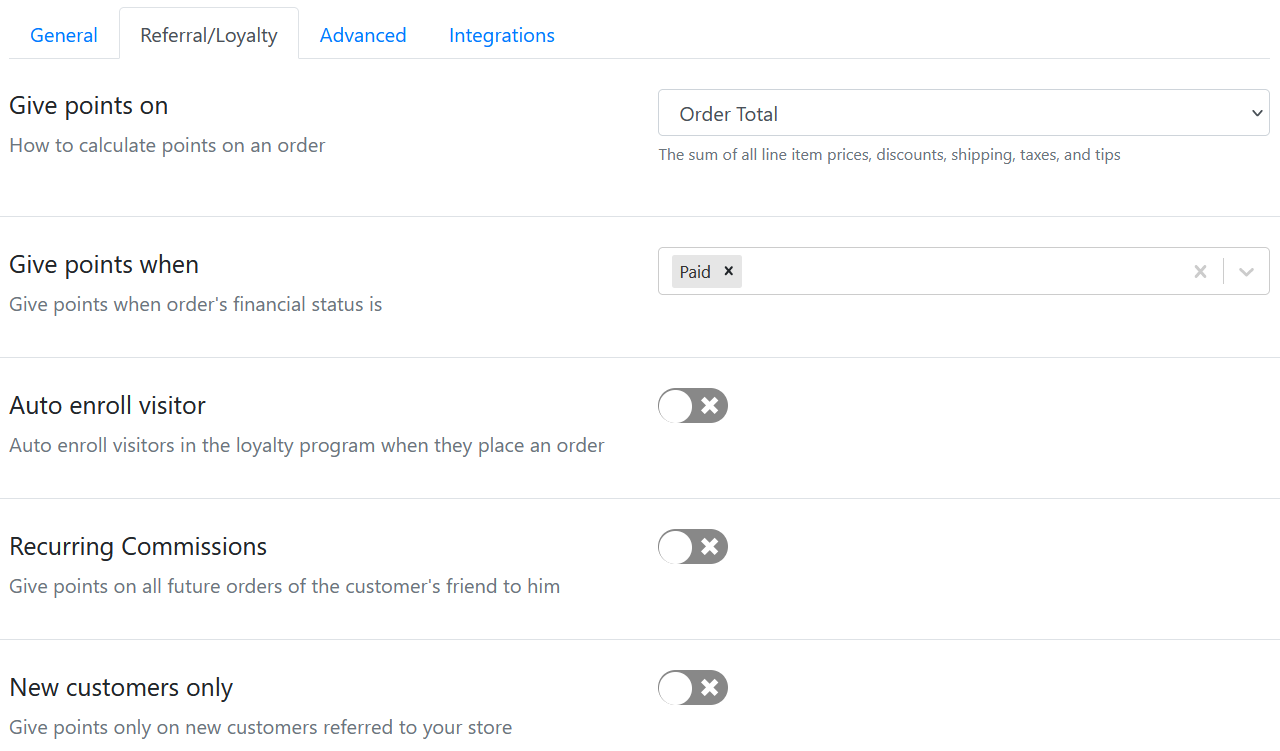 General Referral/Loyalty Advanced Integrations
Give points on
Order Total
How to calculate points on an order
The sum of all line item prices, discounts, shipping, taxes, and tips
Give points when
Paid
Give points when order's financial status is
Auto enroll visitor
Auto enroll visitors in the loyalty program when they place an order
Recurring Commissions
Give points on all future orders of the customer's friend to him
New customers only
Give points only on new customers referred to your store